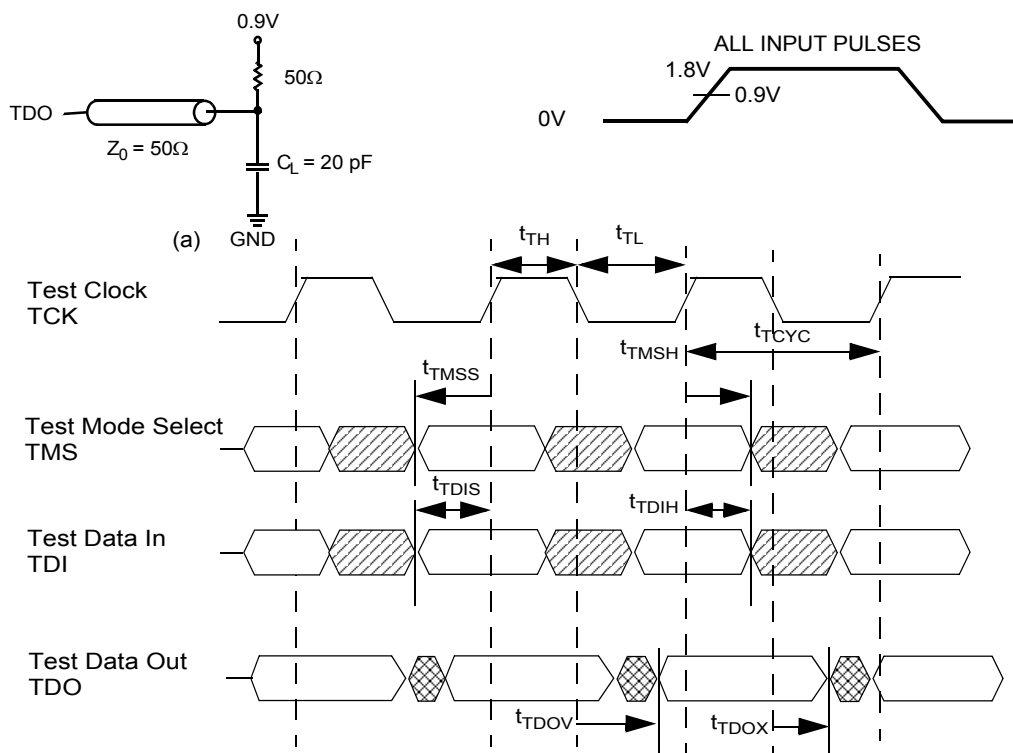 0.9V
50Ω
TDO
Z0 = 50Ω
CL = 20 pF
(a)
GND
ALL INPUT PULSES
1.8V
0.9V
0V
tTH
tTL
Test Clock
TCK
tTCYC
tTMSH
tTMSS
Test Mode Select
TMS
tTDIS
tTDIH
Test Data In
TDI
Test Data Out
TDO
tTDOV
tTDOX